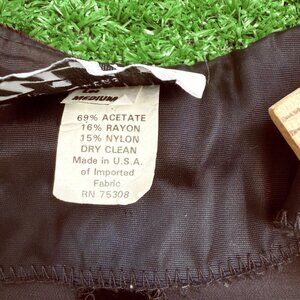 MEDIUM
69% ACETATE
16% RAYON
15% NYLON
DRY CLEAN
Made in U.S.A.
of Imported
Fabric
RN 75308